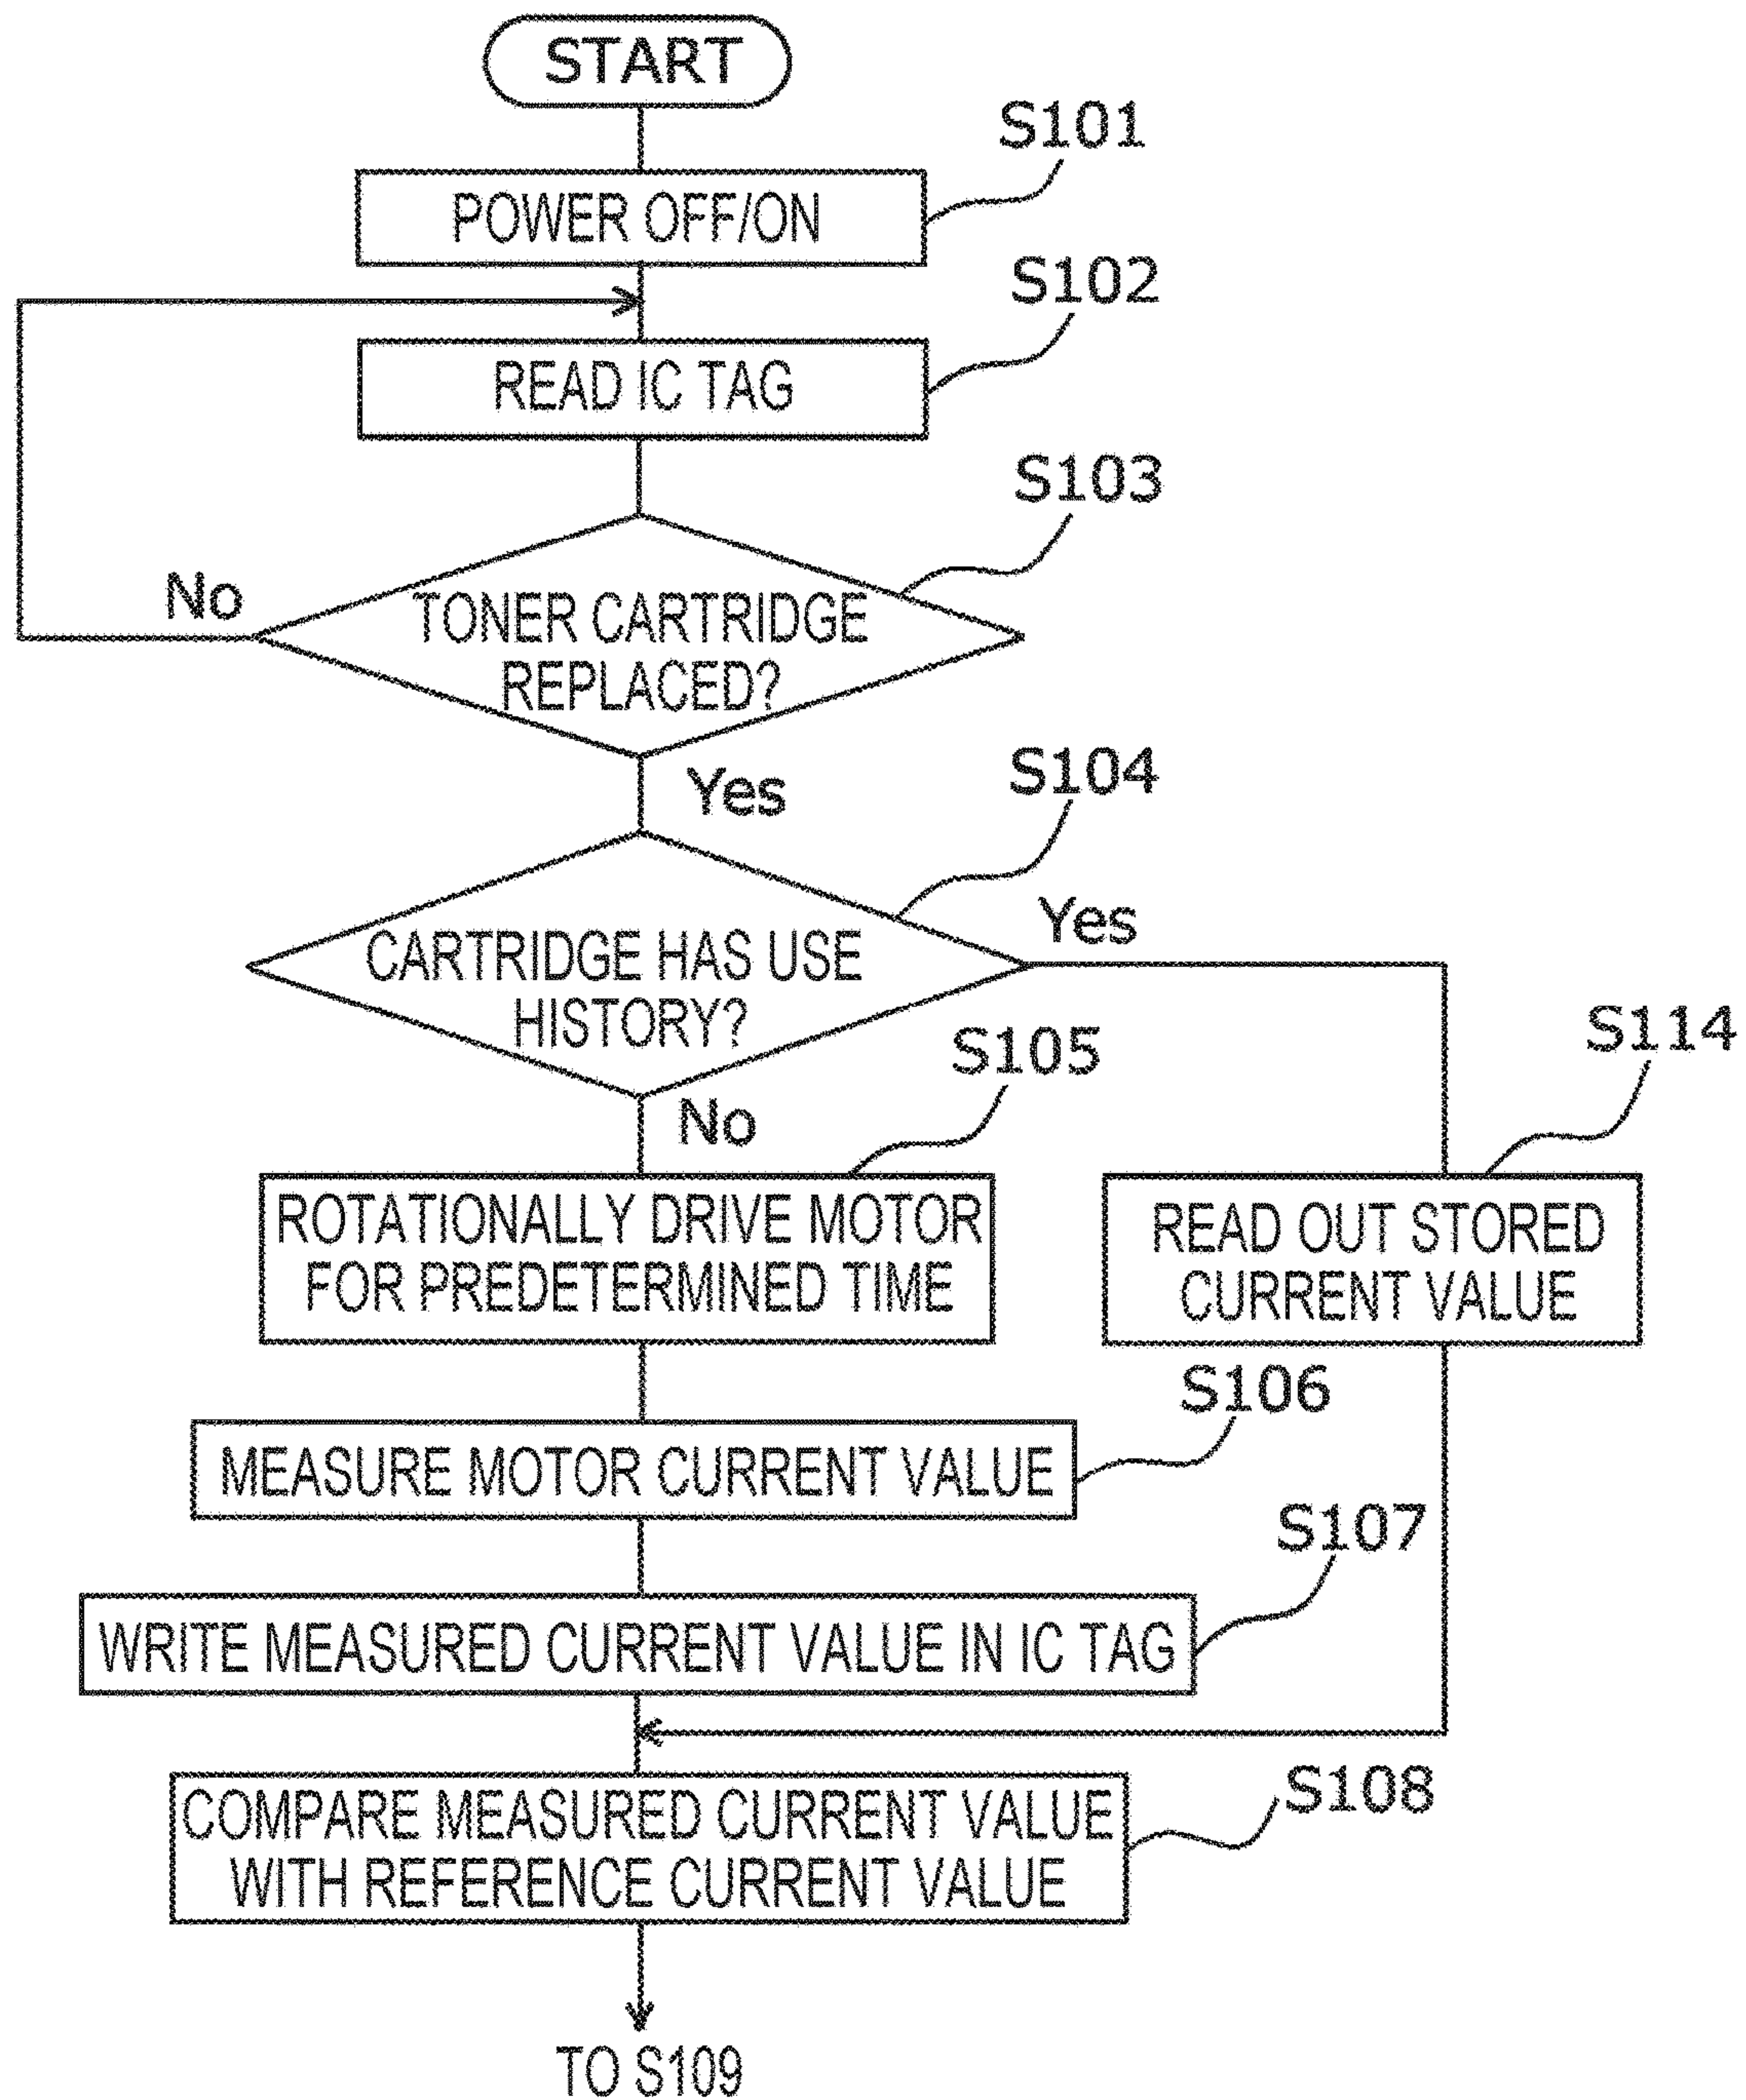 START
S101
POWER OFF/ON
S102
READ IC TAG
S103
No
TONER CARTRIDGE
REPLACED?
Yes
S104
Yes
CARTRIDGE HAS USE
HISTORY?
No
S105
S114
ROTATIONALLY DRIVE MOTOR
FOR PREDETERMINED TIME
READ OUT STORED
CURRENT VALUE
S106
MEASURE MOTOR CURRENT VALUE
S107
WRITE MEASURED CURRENT VALUE IN IC TAG
S108
COMPARE MEASURED CURRENT VALUE
WITH REFERENCE CURRENT VALUE
TO S109